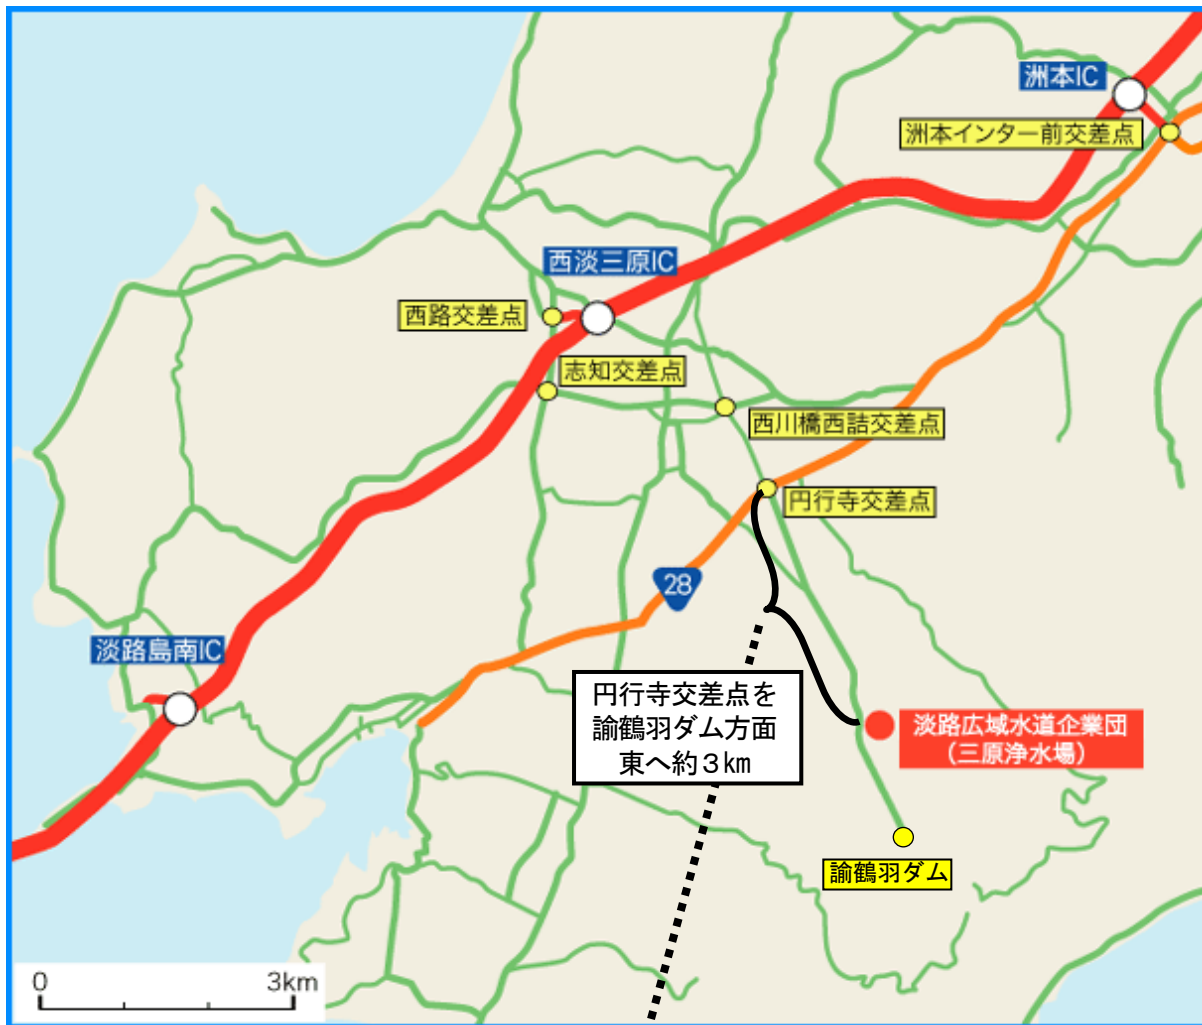 洲本IC
洲本インター前交差点
西淡三原IC
西路交差点
志知交差点
西川橋西詰交差点
円行寺交差点
28
淡路島南IC
円行寺交差点を
諭鶴羽ダム方面
東へ約3km
淡路広域水道企業団
(三原浄水場)
諭鶴羽ダム
0 3km